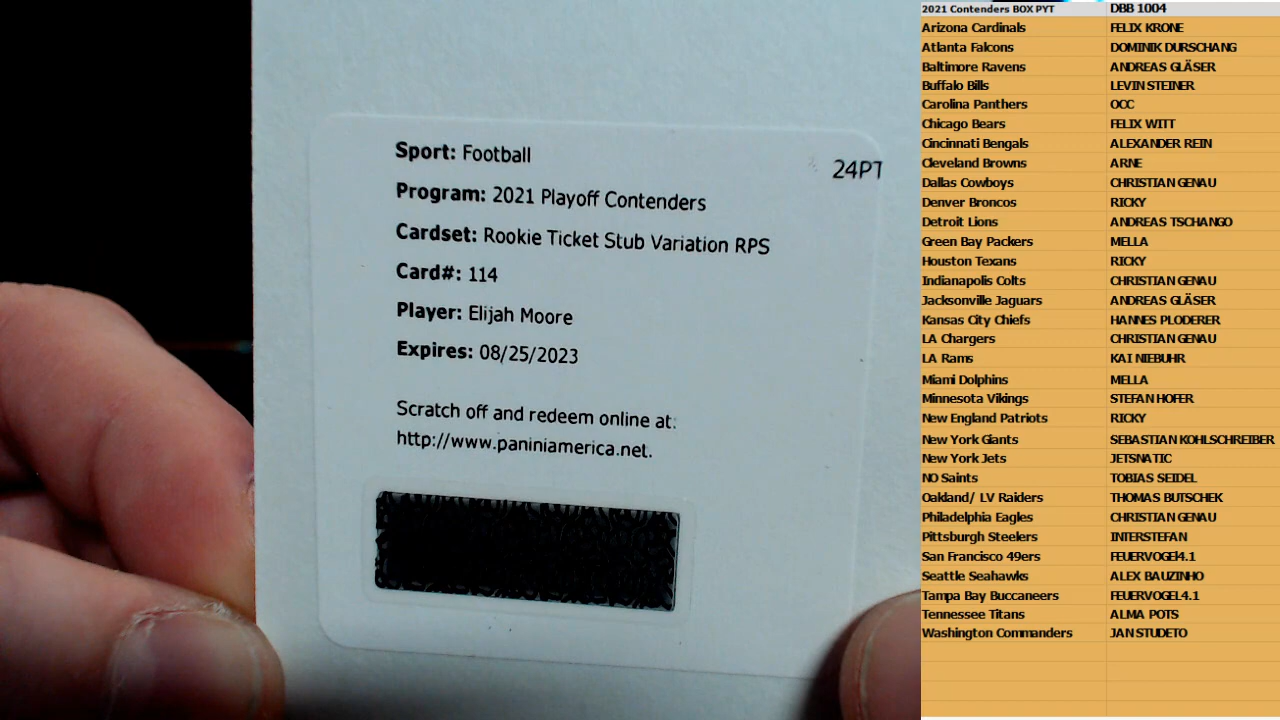 Sport: Football
24PT
Program: 2021 Playoff Contenders
Cardset: Rookie Ticket Stub Variation RPS
Card#: 114
Player: Elijah Moore
Expires: 08/25/2023
Scratch off and redeem online at:
http://www.paniniamerica.net.
2021 Contenders BOX PYT DBB 1004
Arizona Cardinals FELIX KRONE
Atlanta Falcons DOMINIK DURSCHANG
Baltimore Ravens ANDREAS GLÄSER
Buffalo Bills LEVIN STEINER
Carolina Panthers OCC
Chicago Bears FELIX WITT
Cincinnati Bengals ALEXANDER REIN
Cleveland Browns ARNE
Dallas Cowboys CHRISTIAN GENAU
Denver Broncos RICKY
Detroit Lions ANDREAS TSCHANGO
Green Bay Packers MELLA
Houston Texans RICKY
Indianapolis Colts CHRISTIAN GENAU
Jacksonville Jaguars ANDREAS GLÄSER
Kansas City Chiefs HANNES PLODERER
LA Chargers CHRISTIAN GENAU
LA Rams KAI NIEBUHR
Miami Dolphins MELLA
Minnesota Vikings STEFAN HOFER
New England Patriots RICKY
New York Giants SEBASTIAN KOHLSCHREIBER
New York Jets JETSNATIC
NO Saints TOBIAS SEIDEL
Oakland/ LV Raiders THOMAS BUTSCHEK
Philadelphia Eagles CHRISTIAN GENAU
Pittsburgh Steelers INTERSTEFAN
San Francisco 49ers FEUERVOGEL4.1
Seattle Seahawks ALEX BAUZINHO
Tampa Bay Buccaneers FEUERVOGEL4.1
Tennessee Titans ALMA POTS
Washington Commanders JAN STUDETO